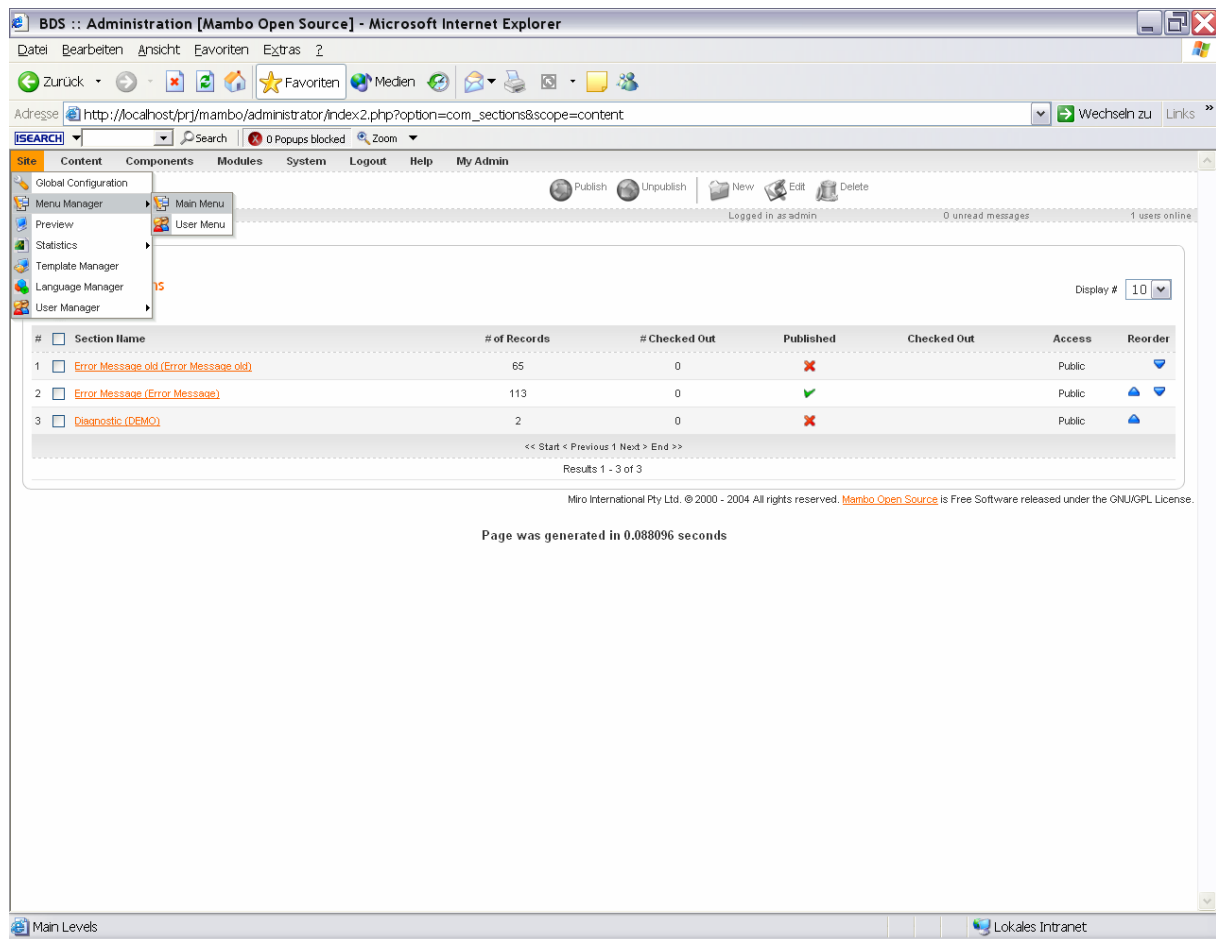 BDS :: Administration [Mambo Open Source] - Microsoft Internet Explorer
Datei Bearbeiten Ansicht Favoriten Extras ?
Zurück Favoriten Medien
Adresse http://localhost/prj/mambo/administrator/index2.php?option=com_sections&scope=content Wechseln zu Links »
ISEARCH Search 0 Popups blocked Zoom
Site Content Components Modules System Logout Help My Admin
Global Configuration
Publish Unpublish New Edit Delete
Menu Manager Main Menu
Logged in as admin 0 unread messages 1 users online
Preview User Menu
Statistics
Template Manager
Language Manager
ns
Display # 10
User Manager
# Section Name # of Records # Checked Out Published Checked Out Access Reorder
1 Error Message old (Error Message old) 65 0 Public
2 Error Message (Error Message) 113 0 Public
3 Diagnostic (DEMO) 2 0 Public
<< Start < Previous 1 Next > End >>
Results 1 - 3 of 3
Miro International Pty Ltd. © 2000 - 2004 All rights reserved. Mambo Open Source is Free Software released under the GNU/GPL License.
Page was generated in 0.088096 seconds
Main Levels Lokales Intranet